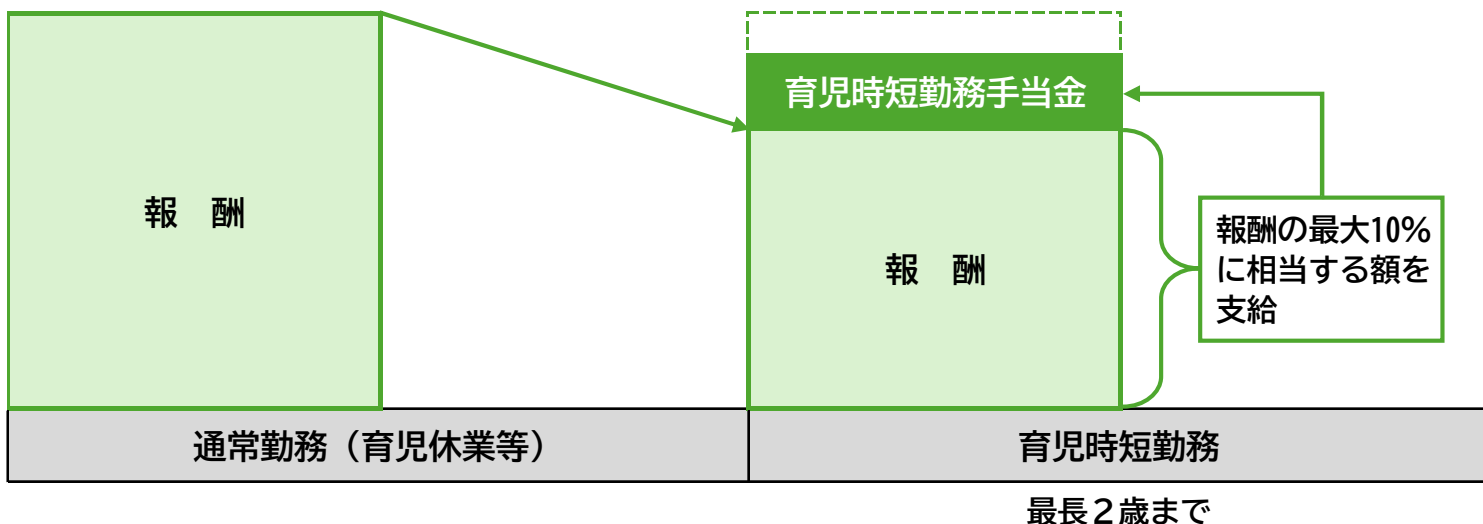 育児時短勤務手当金
報　酬
報　酬
報酬の最大10%
に相当する額を
支給
通常勤務（育児休業等）
育児時短勤務
最長２歳まで